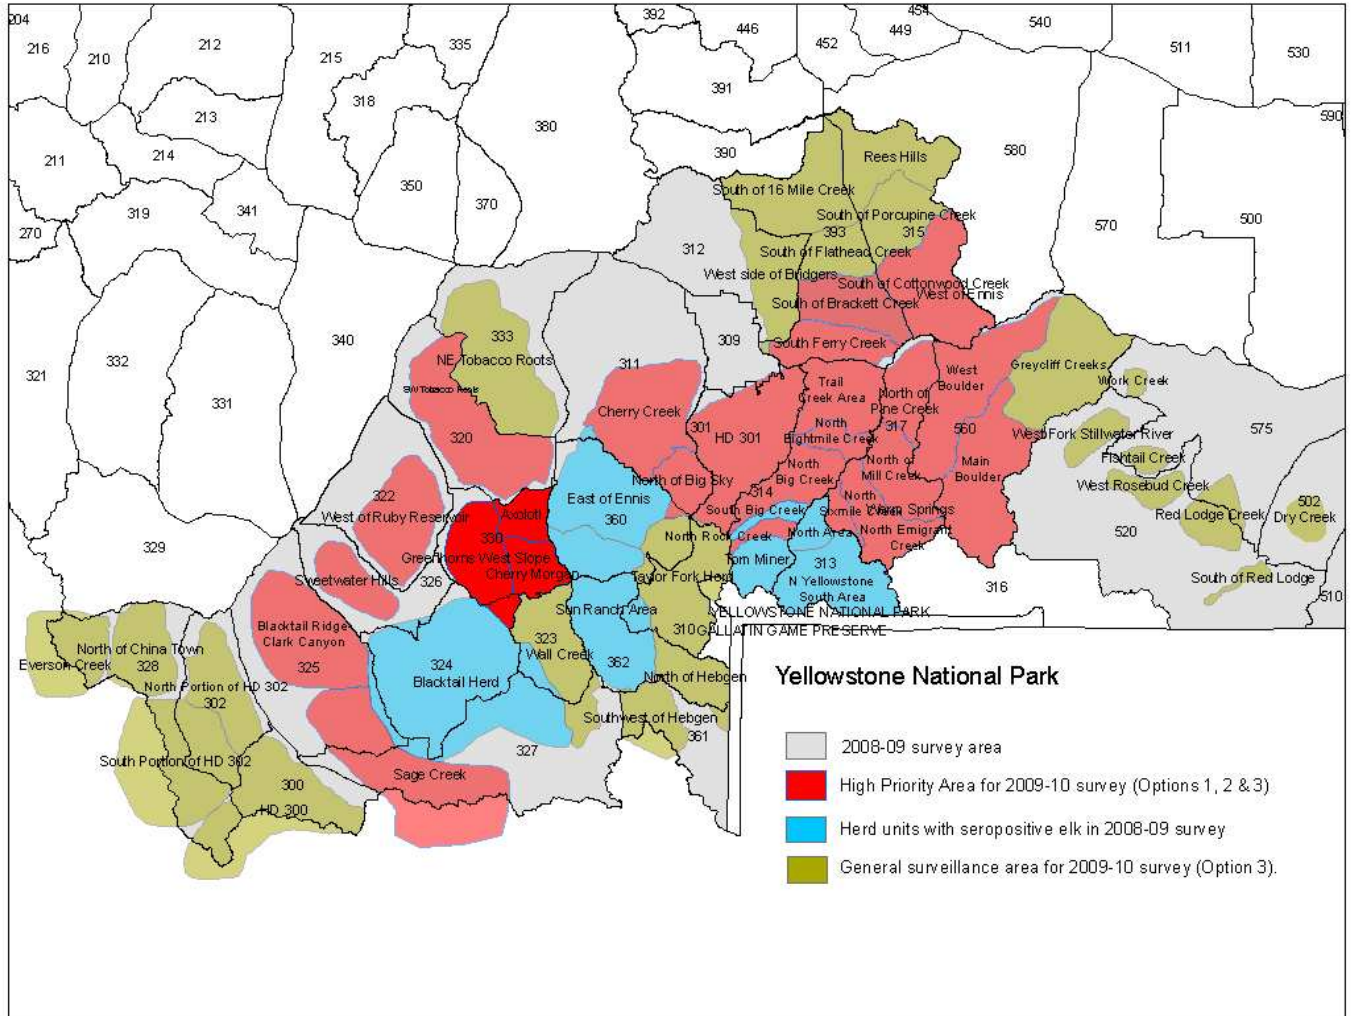 204
392
454
540
216
210
212
215
335
446
452
449
511
530
391
318
213
380
590
211
214
390
580
Rees Hills
350
370
South of 16 Mile Creek
319
341
South of Porcupine Creek
270
393
315
500
570
312
South of Flathead Creek
West side of Bridgers
South of Cottonwood Creek
West of Ennis
South of Brackett Creek
333
340
309
South Ferry Creek
332
NE Tobacco Roots
311
321
West
Boulder
Greycliff Creeks
Work Creek
SW Tobacco Roots
Trail
Creek Area
North of
Pine Creek
331
Cherry Creek
301
HD 301
North
Eightmile Creek
317
560
West Fork Stillwater River
575
320
Fishtail Creek
North
Big Creek
North of
Mill Creek
Main
Boulder
North of Big Sky
West Rosebud Creek
322
East of Ennis
314
North
Sixmile Creek
Warm Springs
502
Dry Creek
Red Lodge Creek
West of Ruby Reservoir
Axolotl
360
South Big Creek
520
330
North Rock Creek
North Area
North Emigrant
Creek
329
Greenhorns West Slope
Tom Miner
313
Cherry Morgan
Taylor Fork Herd
N Yellowstone
South Area
Sweetwater Hills
326
316
South of Red Lodge
510
Sun Ranch Area
YELLOWSTONE NATIONAL PARK
GALLATIN GAME PRESERVE
310
Blacktail Ridge
Clark Canyon
323
Wall Creek
North of China Town
328
Everson Creek
325
324
Blacktail Herd
362
North of Hebgen
Yellowstone National Park
North Portion of HD 302
302
Southwest of Hebgen
361
327
2008-09 survey area
South Portion of HD 302
Sage Creek
300
High Priority Area for 2009-10 survey (Options 1, 2 & 3)
HD 300
Herd units with seropositive elk in 2008-09 survey
General surveillance area for 2009-10 survey (Option 3).